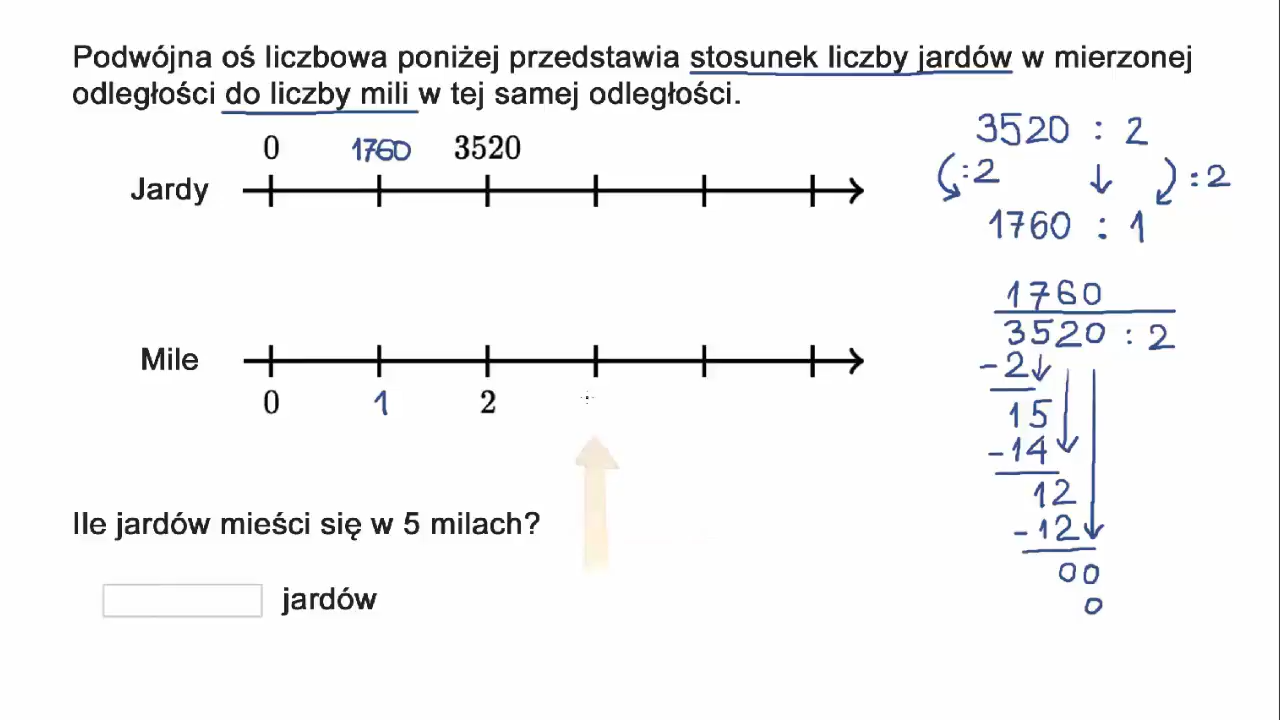 Podwójna oś liczbowa poniżej przedstawia stosunek liczby jardów w mierzonej
odległości do liczby mili w tej samej odległości.
0 1760 3520
Jardy
Mile
0 1 2
Ile jardów mieści się w 5 milach?
jardów
3520 : 2
:2 :2
1760 : 1
1760
3520 : 2
-2
15
-14
12
-12
00
0